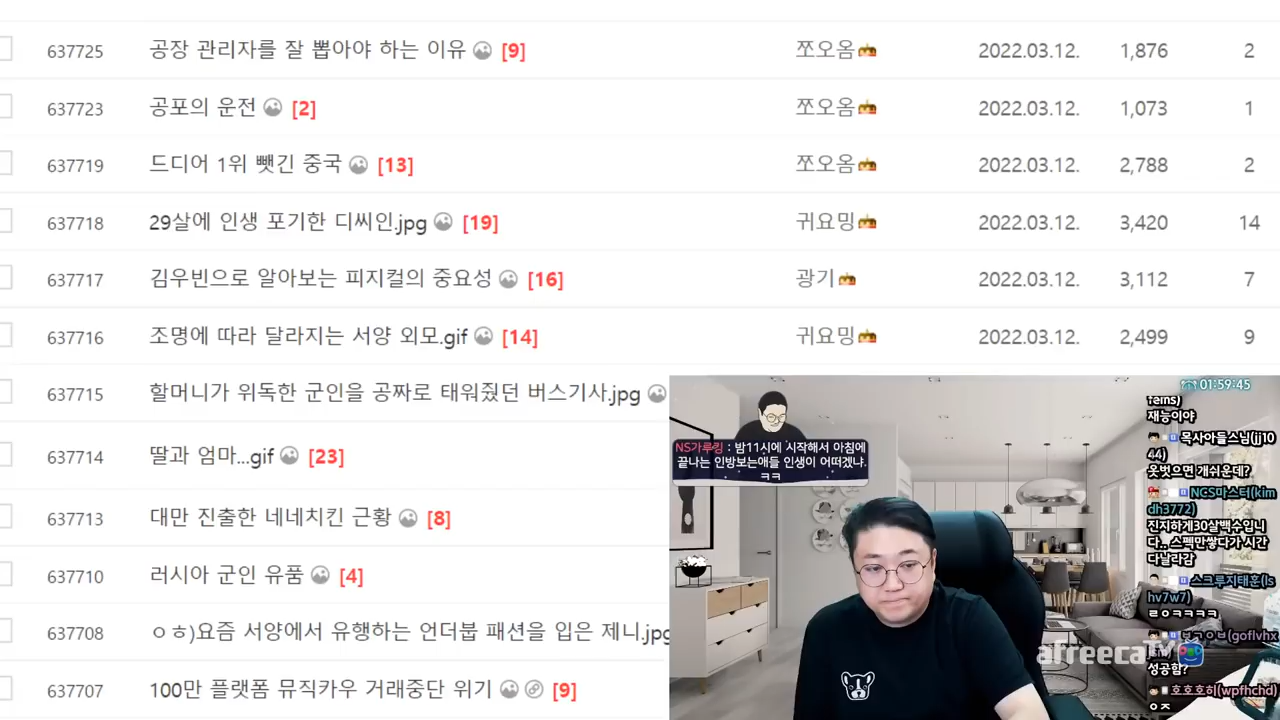 637725 공장 관리자를 잘 뽑아야 하는 이유 [9] 쪼오옴 2022.03.12. 1,876 2
637723 공포의 운전 [2] 쪼오옴 2022.03.12. 1,073 1
637719 드디어 1위 뺏긴 중국 [13] 쪼오옴 2022.03.12. 2,788 2
637718 29살에 인생 포기한 디씨인.jpg [19] 귀요밍 2022.03.12. 3,420 14
637717 김우빈으로 알아보는 피지컬의 중요성 [16] 광기 2022.03.12. 3,112 7
637716 조명에 따라 달라지는 서양 외모.gif [14] 귀요밍 2022.03.12. 2,499 9
637715 할머니가 위독한 군인을 공짜로 태워줬던 버스기사.jpg
637714 딸과 엄마...gif [23]
637713 대만 진출한 네네치킨 근황 [8]
637710 러시아 군인 유품 [4]
637708 ㅇㅎ)요즘 서양에서 유행하는 언더붑 패션을 입은 제니.jpg
637707 100만 플랫폼 뮤직카우 거래중단 위기 [9]
NS가루킹 : 밤11시에 시작해서 아침에
끝나는 인방보는애들 인생이 어떠겠냐.
ㅋㅋ
01:59:45
tems)
재능이야
목사아들스님(jj10
44)
옷벗으면 개쉬운데?
NCS마스터(kim
dh3772)
진지하게30살백수입니
다.. 스펙만쌓다가 시간
다날라감
스크루지태훈(ls
hv7w7)
ㄹㅇㅋㅋㅋㅋ
ㅂㄱㅇㅂ(goflvhx
성공함?
호호호히(wpfhchd)
ㅇㅈ
afreecaTV